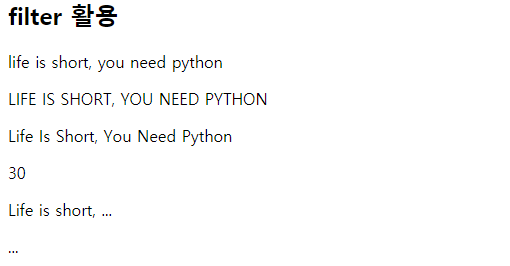 filter 활용
life is short, you need python
LIFE IS SHORT, YOU NEED PYTHON
Life Is Short, You Need Python
30
Life is short, ...
...